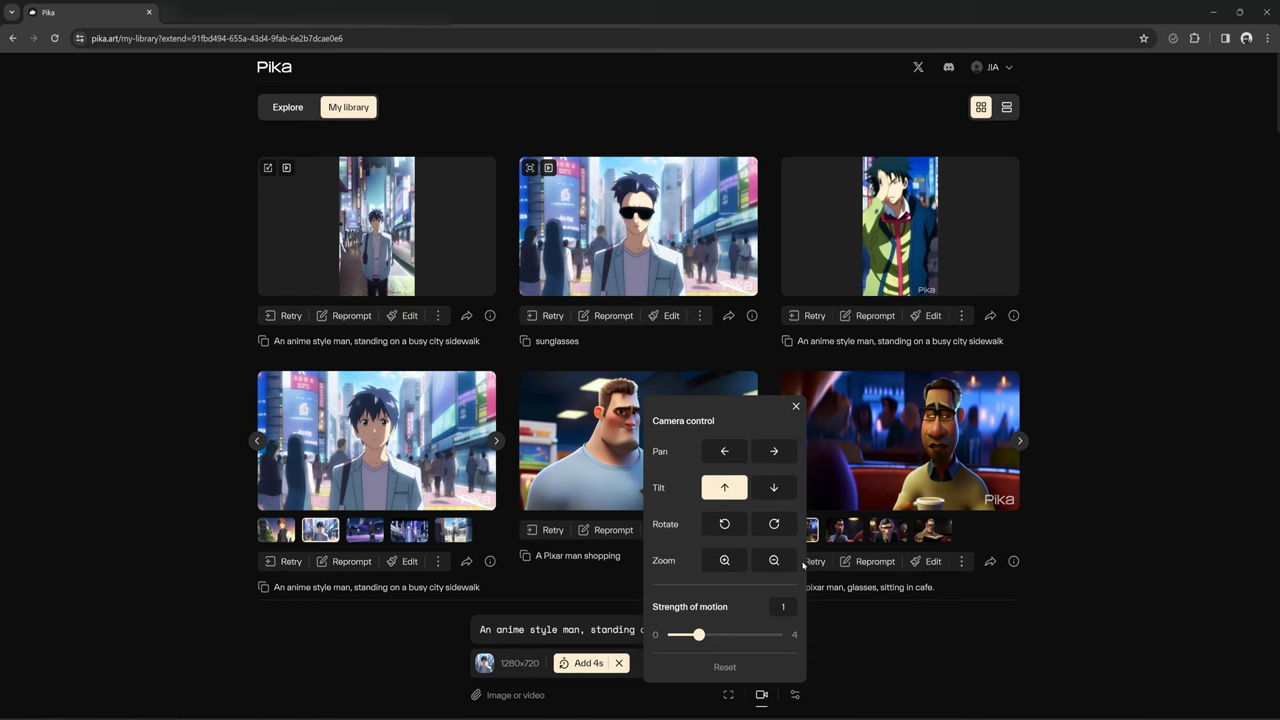 Pika
pika.art/my-library?extend=91fbd494-655a-43d4-9fab-6e2b7dcae0e6
Pika
JIA
Explore
My library
Pika
Pika
Retry
Reprompt
Edit
Retry
Reprompt
Edit
Retry
Reprompt
Edit
An anime style man, standing on a busy city sidewalk
sunglasses
An anime style man, standing on a busy city sidewalk
Camera control
Pan
Tilt
Rotate
Zoom
Strength of motion
1
0
4
Reset
Pika
Pika
Retry
Reprompt
A Pixar man shopping
Retry
Reprompt
Edit
Retry
Reprompt
Edit
An anime style man, standing on a busy city sidewalk
pixar man, glasses, sitting in cafe.
An anime style man, standing
1280x720
Add 4s
Image or video